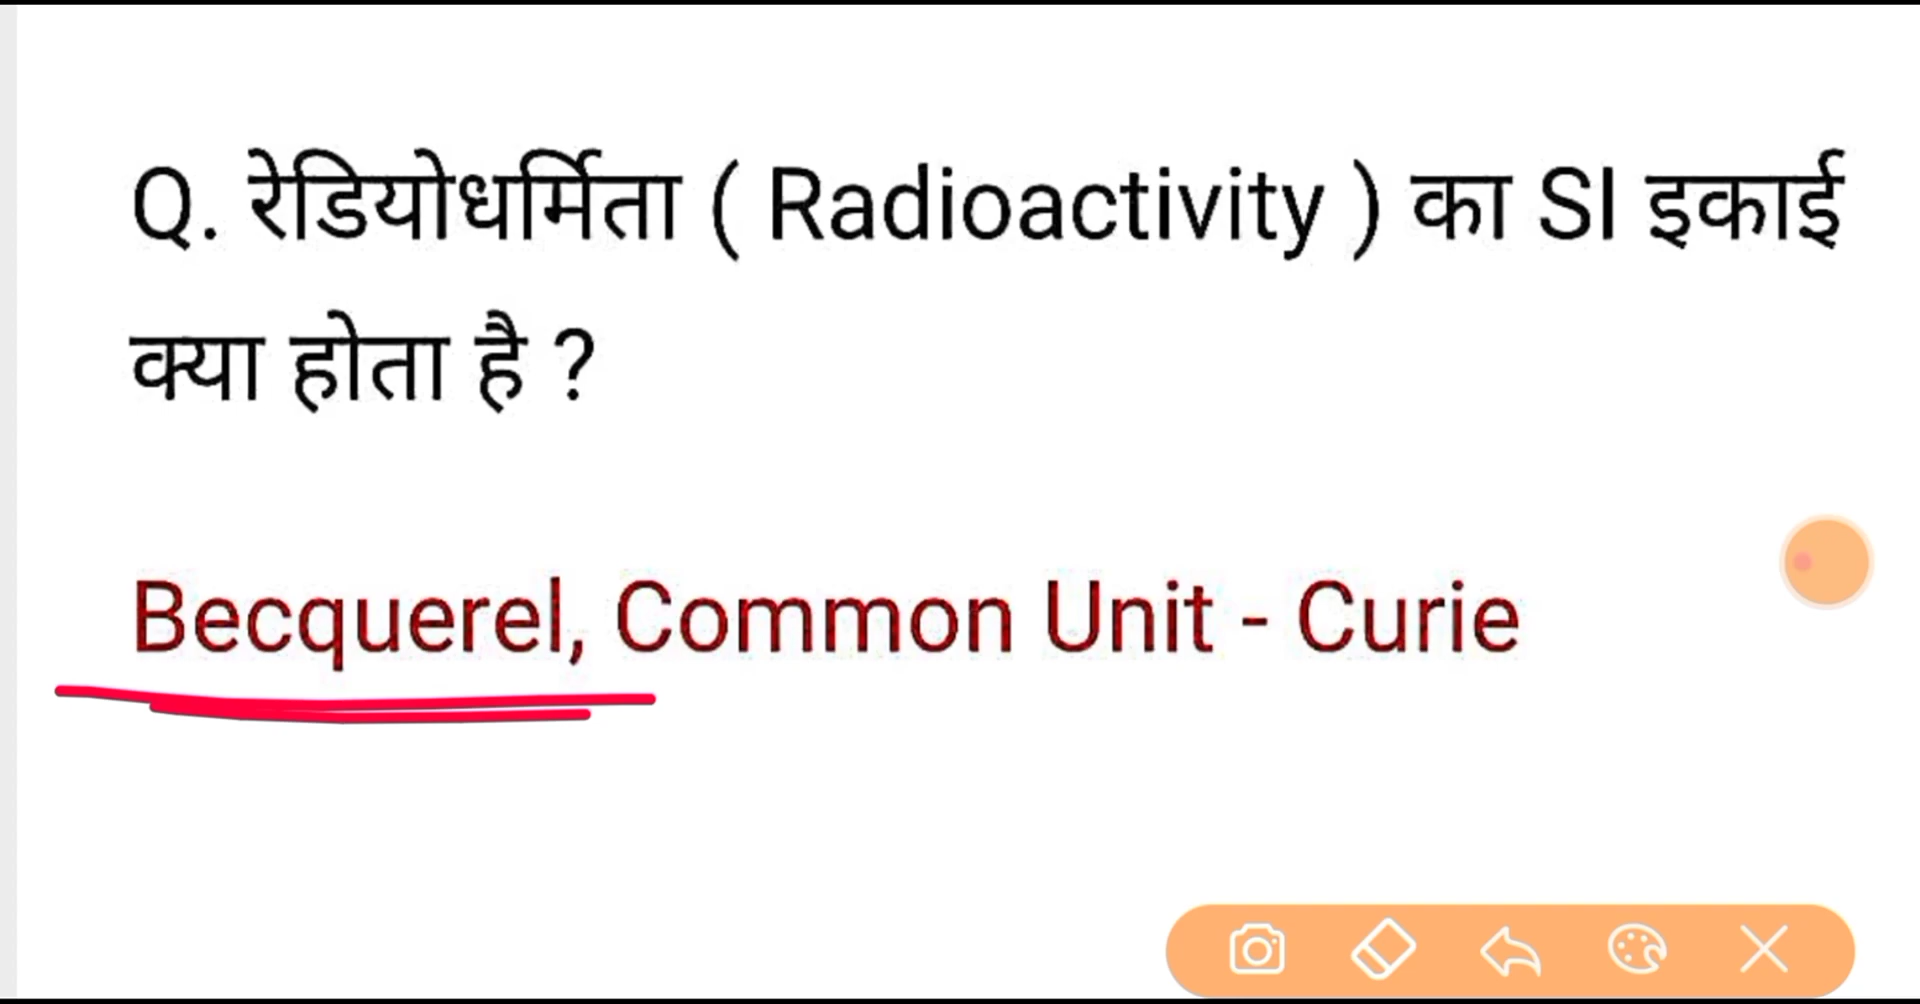 Q. रेडियोधर्मिता ( Radioactivity ) का SI इकाई
क्या होता है ?
Becquerel, Common Unit - Curie